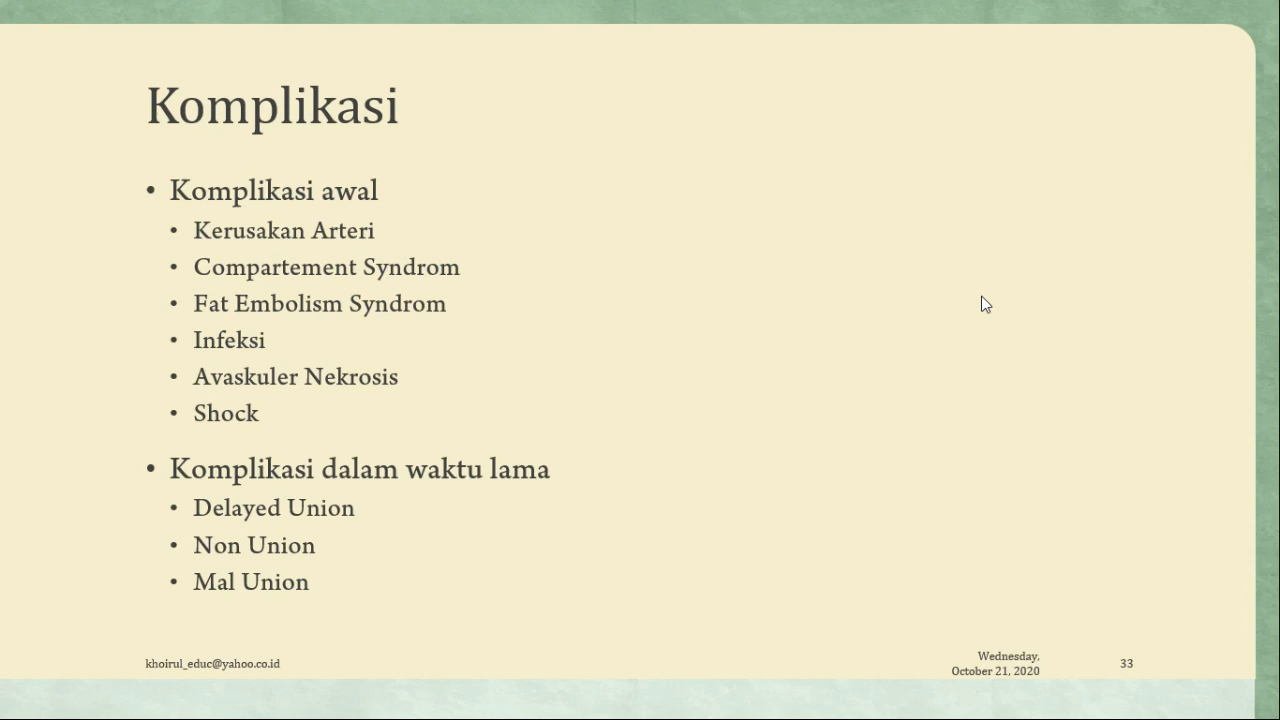 Komplikasi
• Komplikasi awal
• Kerusakan Arteri
• Compartement Syndrom
• Fat Embolism Syndrom
• Infeksi
• Avaskuler Nekrosis
• Shock
• Komplikasi dalam waktu lama
• Delayed Union
• Non Union
• Mal Union
khoirul_educ@yahoo.co.id
Wednesday,
October 21, 2020
33